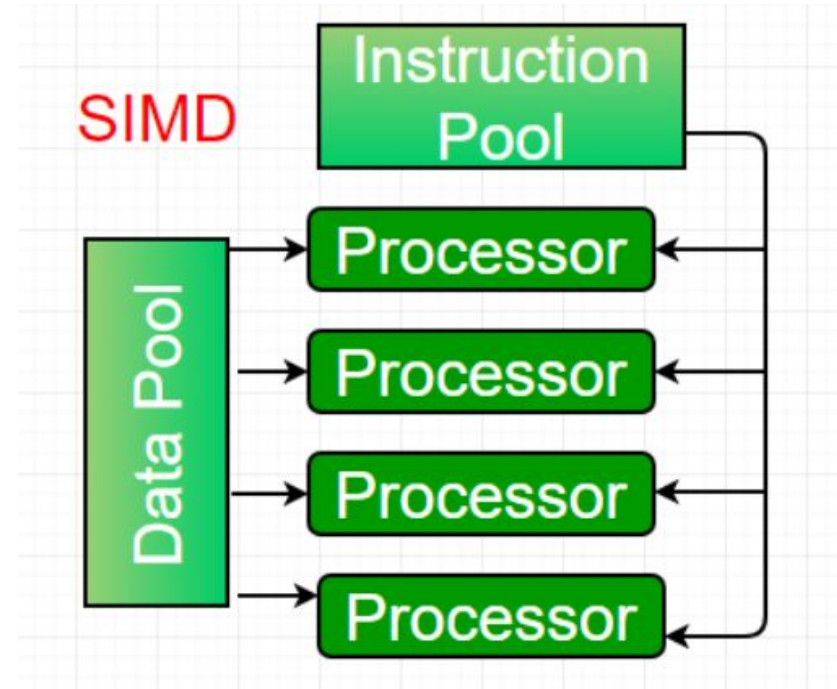 SIMD
Instruction
Pool
Data Pool
Processor
Processor
Processor
Processor